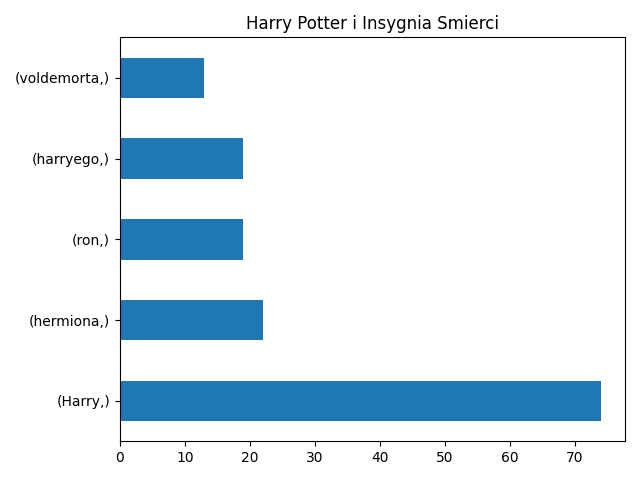 Harry Potter i Insygnia Smierci
(voldemorta,)
(harryego,)
(ron,)
(hermiona,)
(Harry,)
0 10 20 30 40 50 60 70